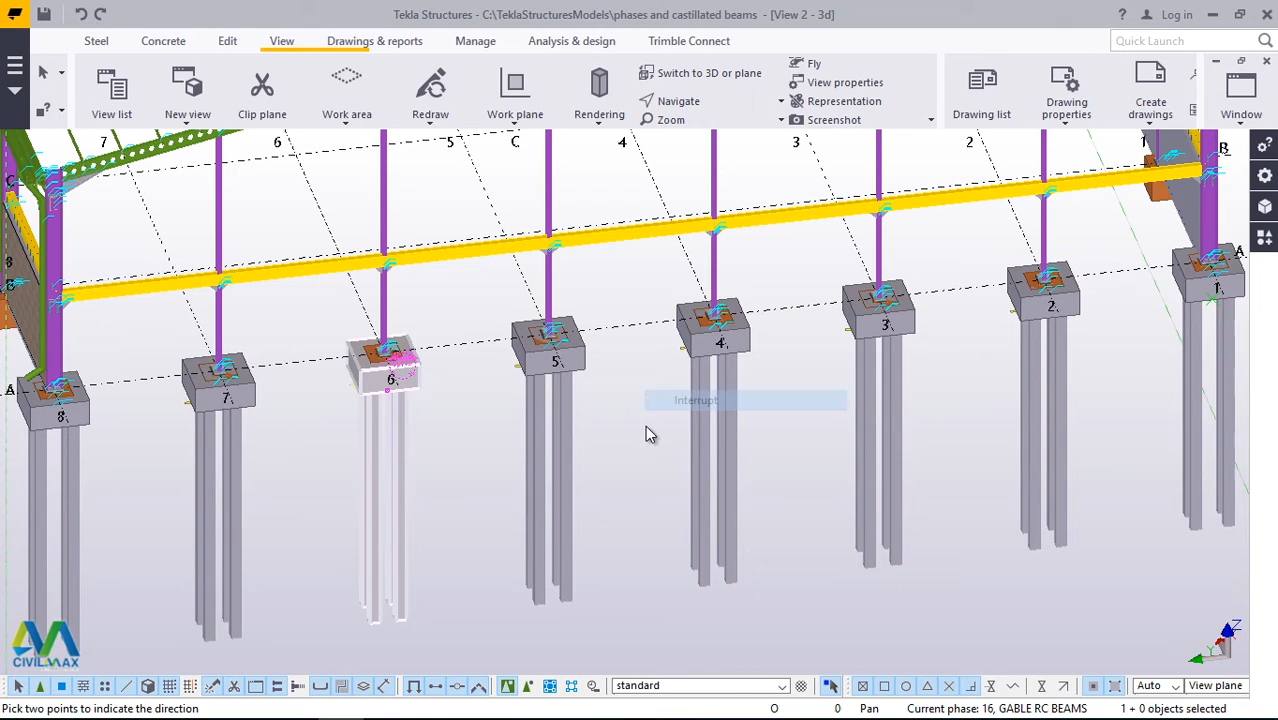 Tekla Structures - C:\TeklaStructuresModels\phases and castillated beams - [View 2 - 3d]
? Log in
Steel Concrete Edit View Drawings & reports Manage Analysis & design Trimble Connect Quick Launch
View list New view Clip plane Work area Redraw Work plane Rendering
Switch to 3D or plane
Navigate
Zoom
Fly
View properties
Representation
Screenshot
Drawing list Drawing properties Create drawings Window
7 6 5 C 4 3 2 1 B
C
8
B
A
A
1
2
3
4
5
6
7
8
Interrupt
CIVILMAX
Z
Y
standard
Auto
View plane
Pick two points to indicate the direction
O 0 Pan Current phase: 16, GABLE RC BEAMS 1 + 0 objects selected